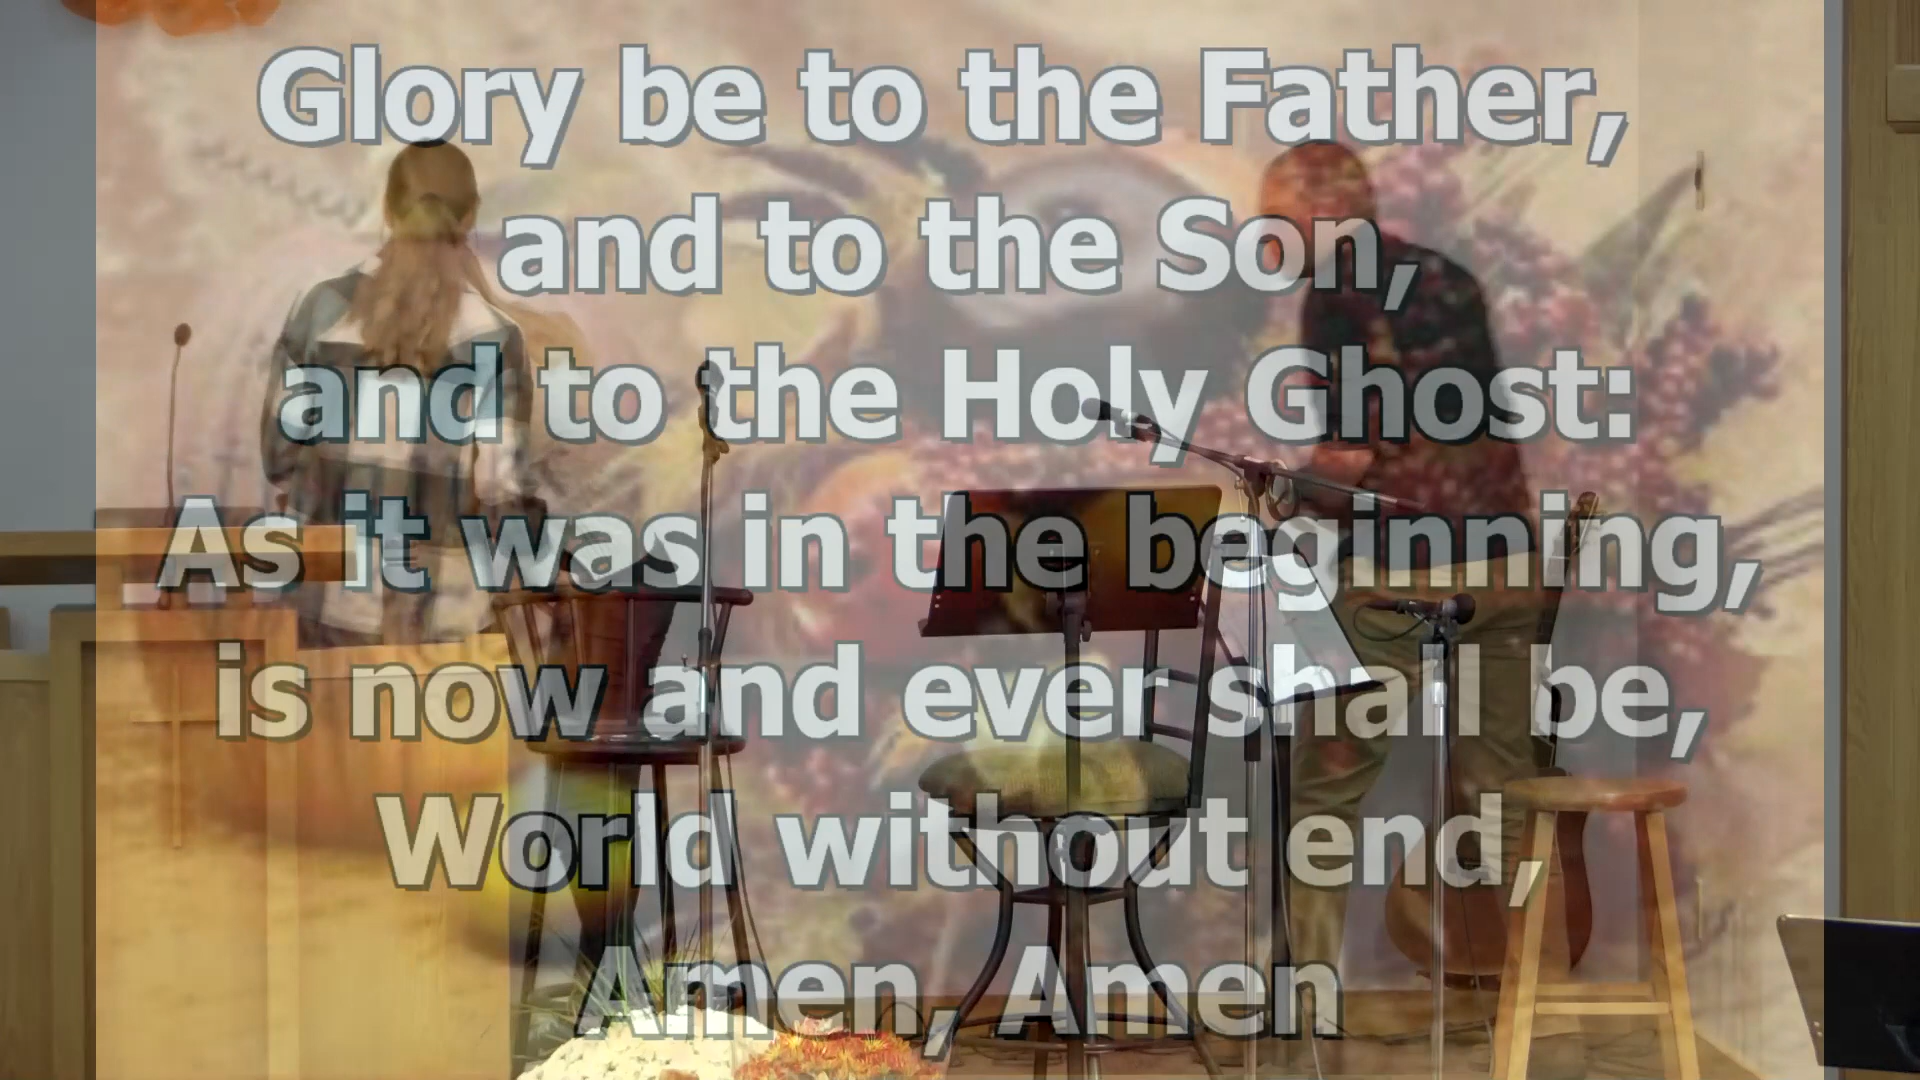 Glory be to the Father,
and to the Son,
and to the Holy Ghost:
As it was in the beginning,
is now and ever shall be,
World without end,
Amen, Amen